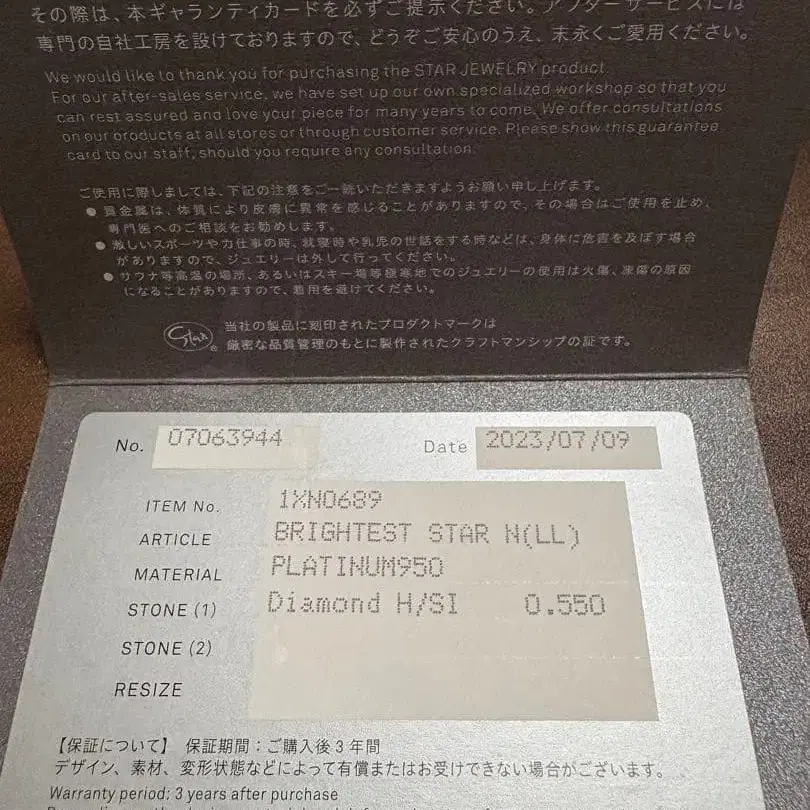 その際は、本ギャランティカードを必ずご提示ください。アフターサービスには
専門の自社工房を設けておりますので、どうぞご安心のうえ、末永くご愛用ください。
We would like to thank you for purchasing the STAR JEWELRY product.
For our after-sales service, we have set up our own specialized workshop so that you
can rest assured and love your piece for many years to come. We offer consultations
on our products at all stores or through customer service. Please show this guarantee
card to our staff, should you require any consultation.
ご使用に際しましては、下記の注意をご一読いただきますようお願い申し上げます。
● 貴金属は、体質により皮膚に異常を感じることがありますので、その場合はご使用を止め、
専門医へのご相談をお勧めします。
● 激しいスポーツや力仕事の時、就寝時や乳児の世話をする時などは、身体に危害を及ぼす場合
がありますので、ジュエリーは外して行ってください。
● サウナ等高温の場所、あるいはスキー場等極寒地でのジュエリーの使用は火傷、凍傷の原因
になることがありますので、着用を避けてください。
Star ® 当社の製品に刻印されたプロダクトマークは
厳密な品質管理のもとに製作されたクラフトマンシップの証です。
No. 07063944 Date 2023/07/09
ITEM No. 1XN0689
ARTICLE BRIGHTEST STAR N(LL)
MATERIAL PLATINUM950
STONE (1) Diamond H/SI 0.550
STONE (2)
RESIZE
【保証について】 保証期間：ご購入後3年間
デザイン、素材、変形状態などによって有償またはお受けできない場合がございます。
Warranty period: 3 years after purchase